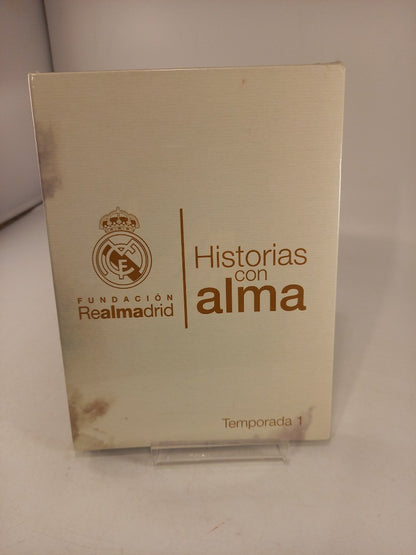 FUNDACIÓN
Realmadrid
Historias
con
alma
Temporada 1